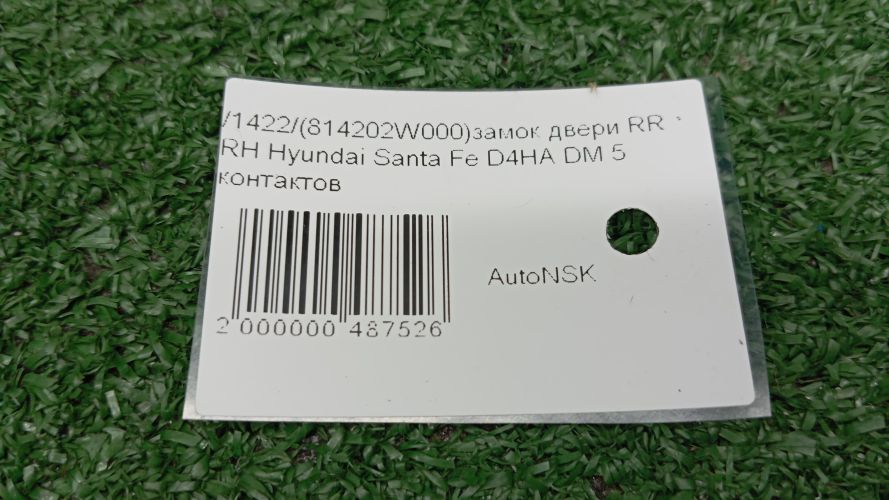 /1422/(814202W000)замок двери RR
RH Hyundai Santa Fe D4HA DM 5
контактов
AutoNSK
2 000000 487526